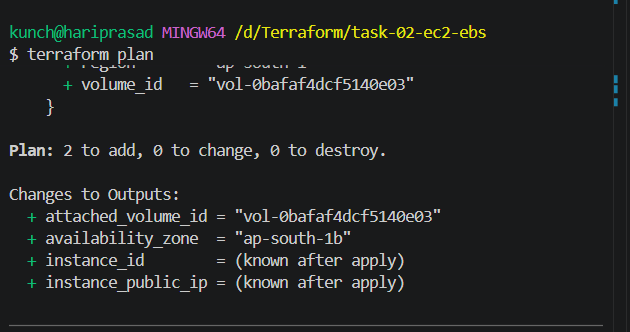 kunch@hariprasad MINGW64 /d/Terraform/task-02-ec2-ebs
$ terraform plan
+ volume_id   = "vol-0bafaf4dcf5140e03"
}
Plan: 2 to add, 0 to change, 0 to destroy.
Changes to Outputs:
+ attached_volume_id = "vol-0bafaf4dcf5140e03"
+ availability_zone  = "ap-south-1b"
+ instance_id        = (known after apply)
+ instance_public_ip = (known after apply)